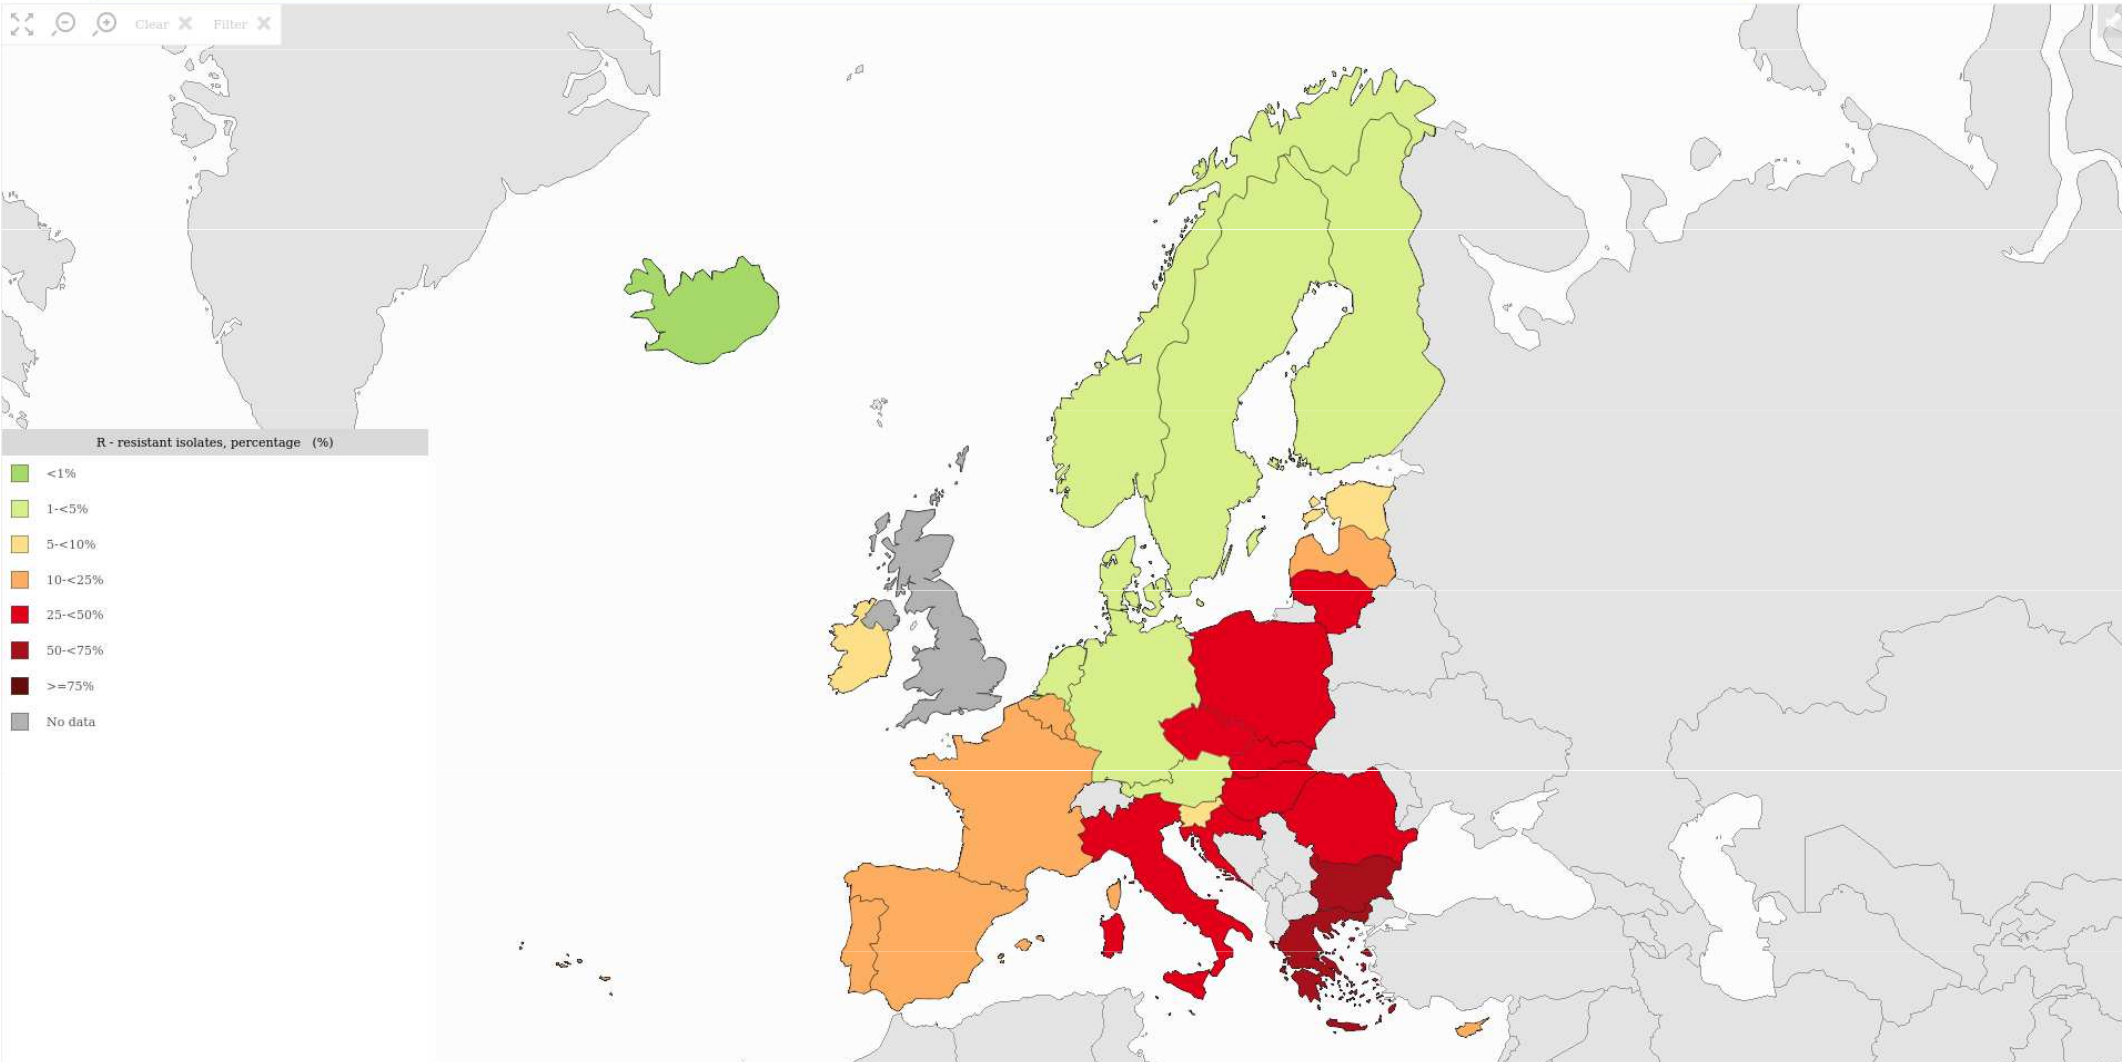 Clear Filter
R - resistant isolates, percentage (%)
<1%
1-<5%
5-<10%
10-<25%
25-<50%
50-<75%
>=75%
No data